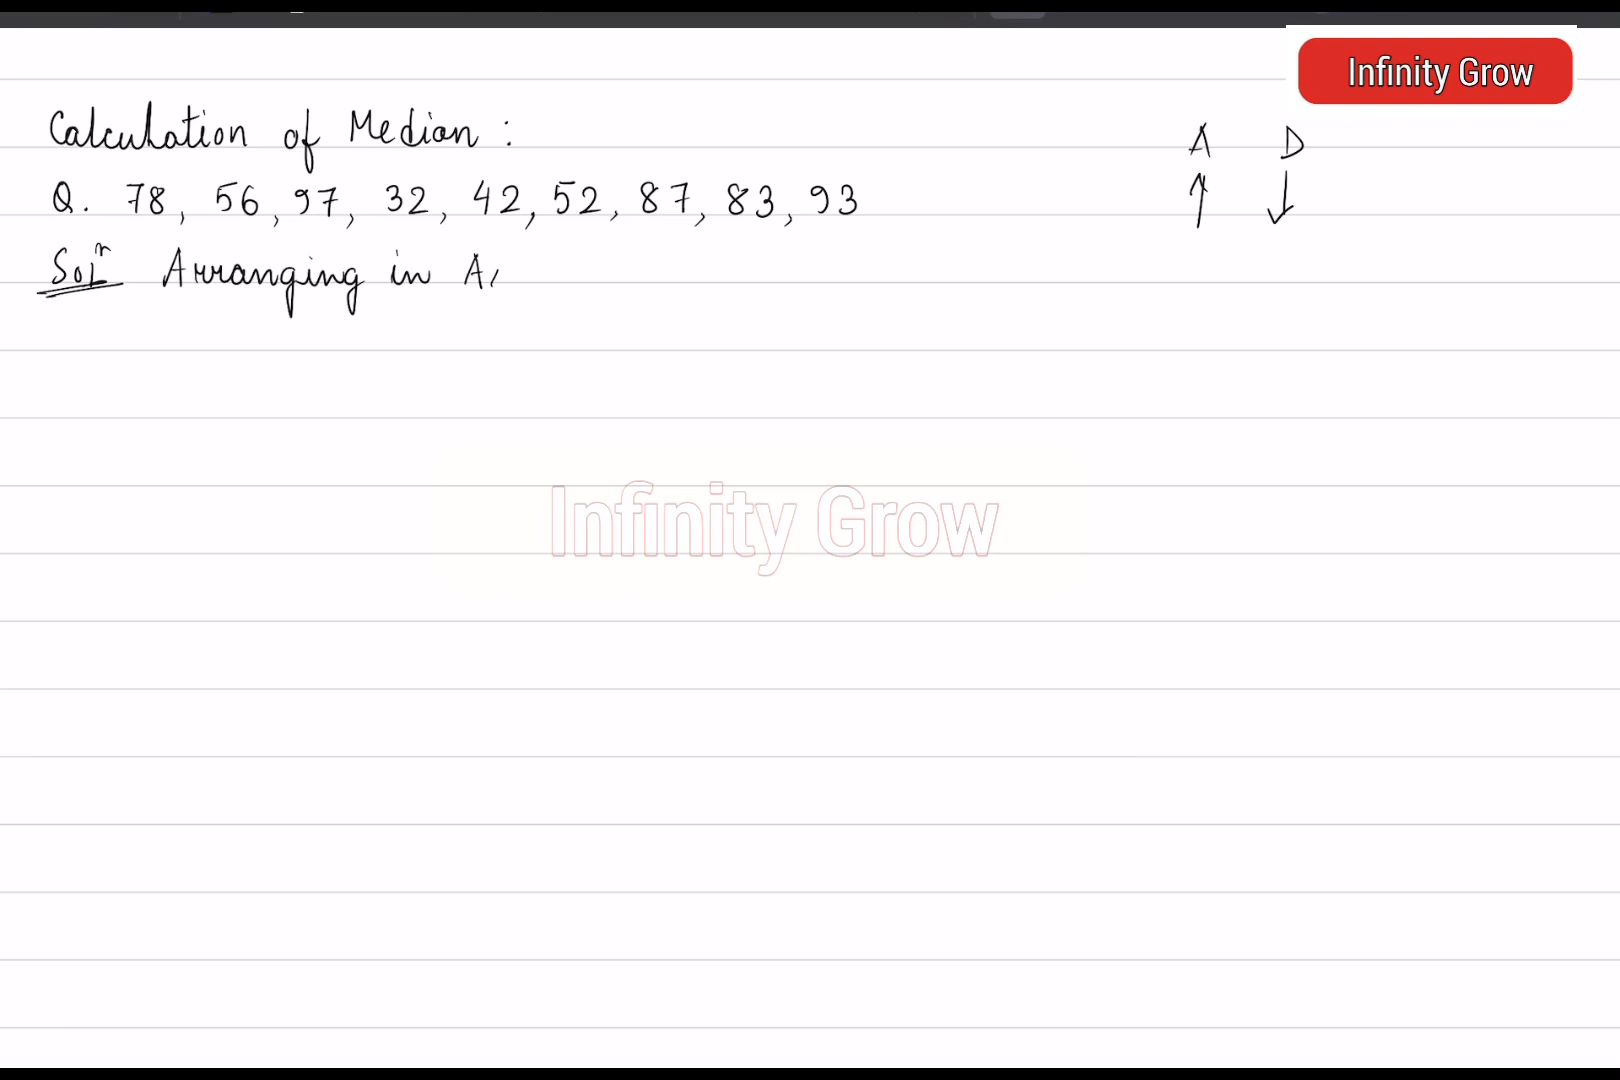 Infinity Grow
Calculation of Median :
A D
Q. 78, 56, 97, 32, 42, 52, 87, 83, 93
Solⁿ Arranging in A
Infinity Grow